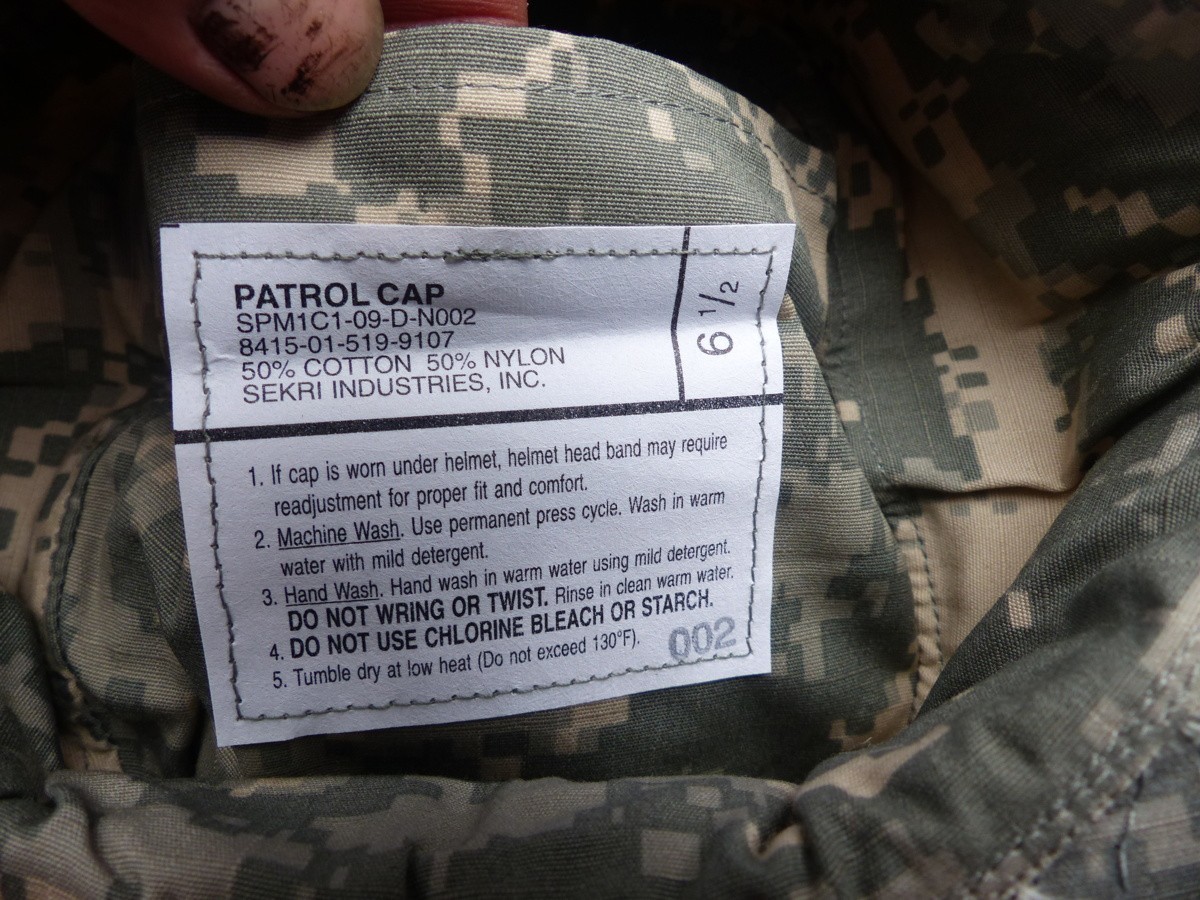 PATROL CAP
SPM1C1-09-D-N002
8415-01-519-9107
50% COTTON 50% NYLON
SEKRI INDUSTRIES, INC.
6 1/2
1. If cap is worn under helmet, helmet head band may require
readjustment for proper fit and comfort.
2. Machine Wash. Use permanent press cycle. Wash in warm
water with mild detergent.
3. Hand Wash. Hand wash in warm water using mild detergent.
DO NOT WRING OR TWIST. Rinse in clean warm water.
4. DO NOT USE CHLORINE BLEACH OR STARCH.
5. Tumble dry at low heat (Do not exceed 130°F).
002